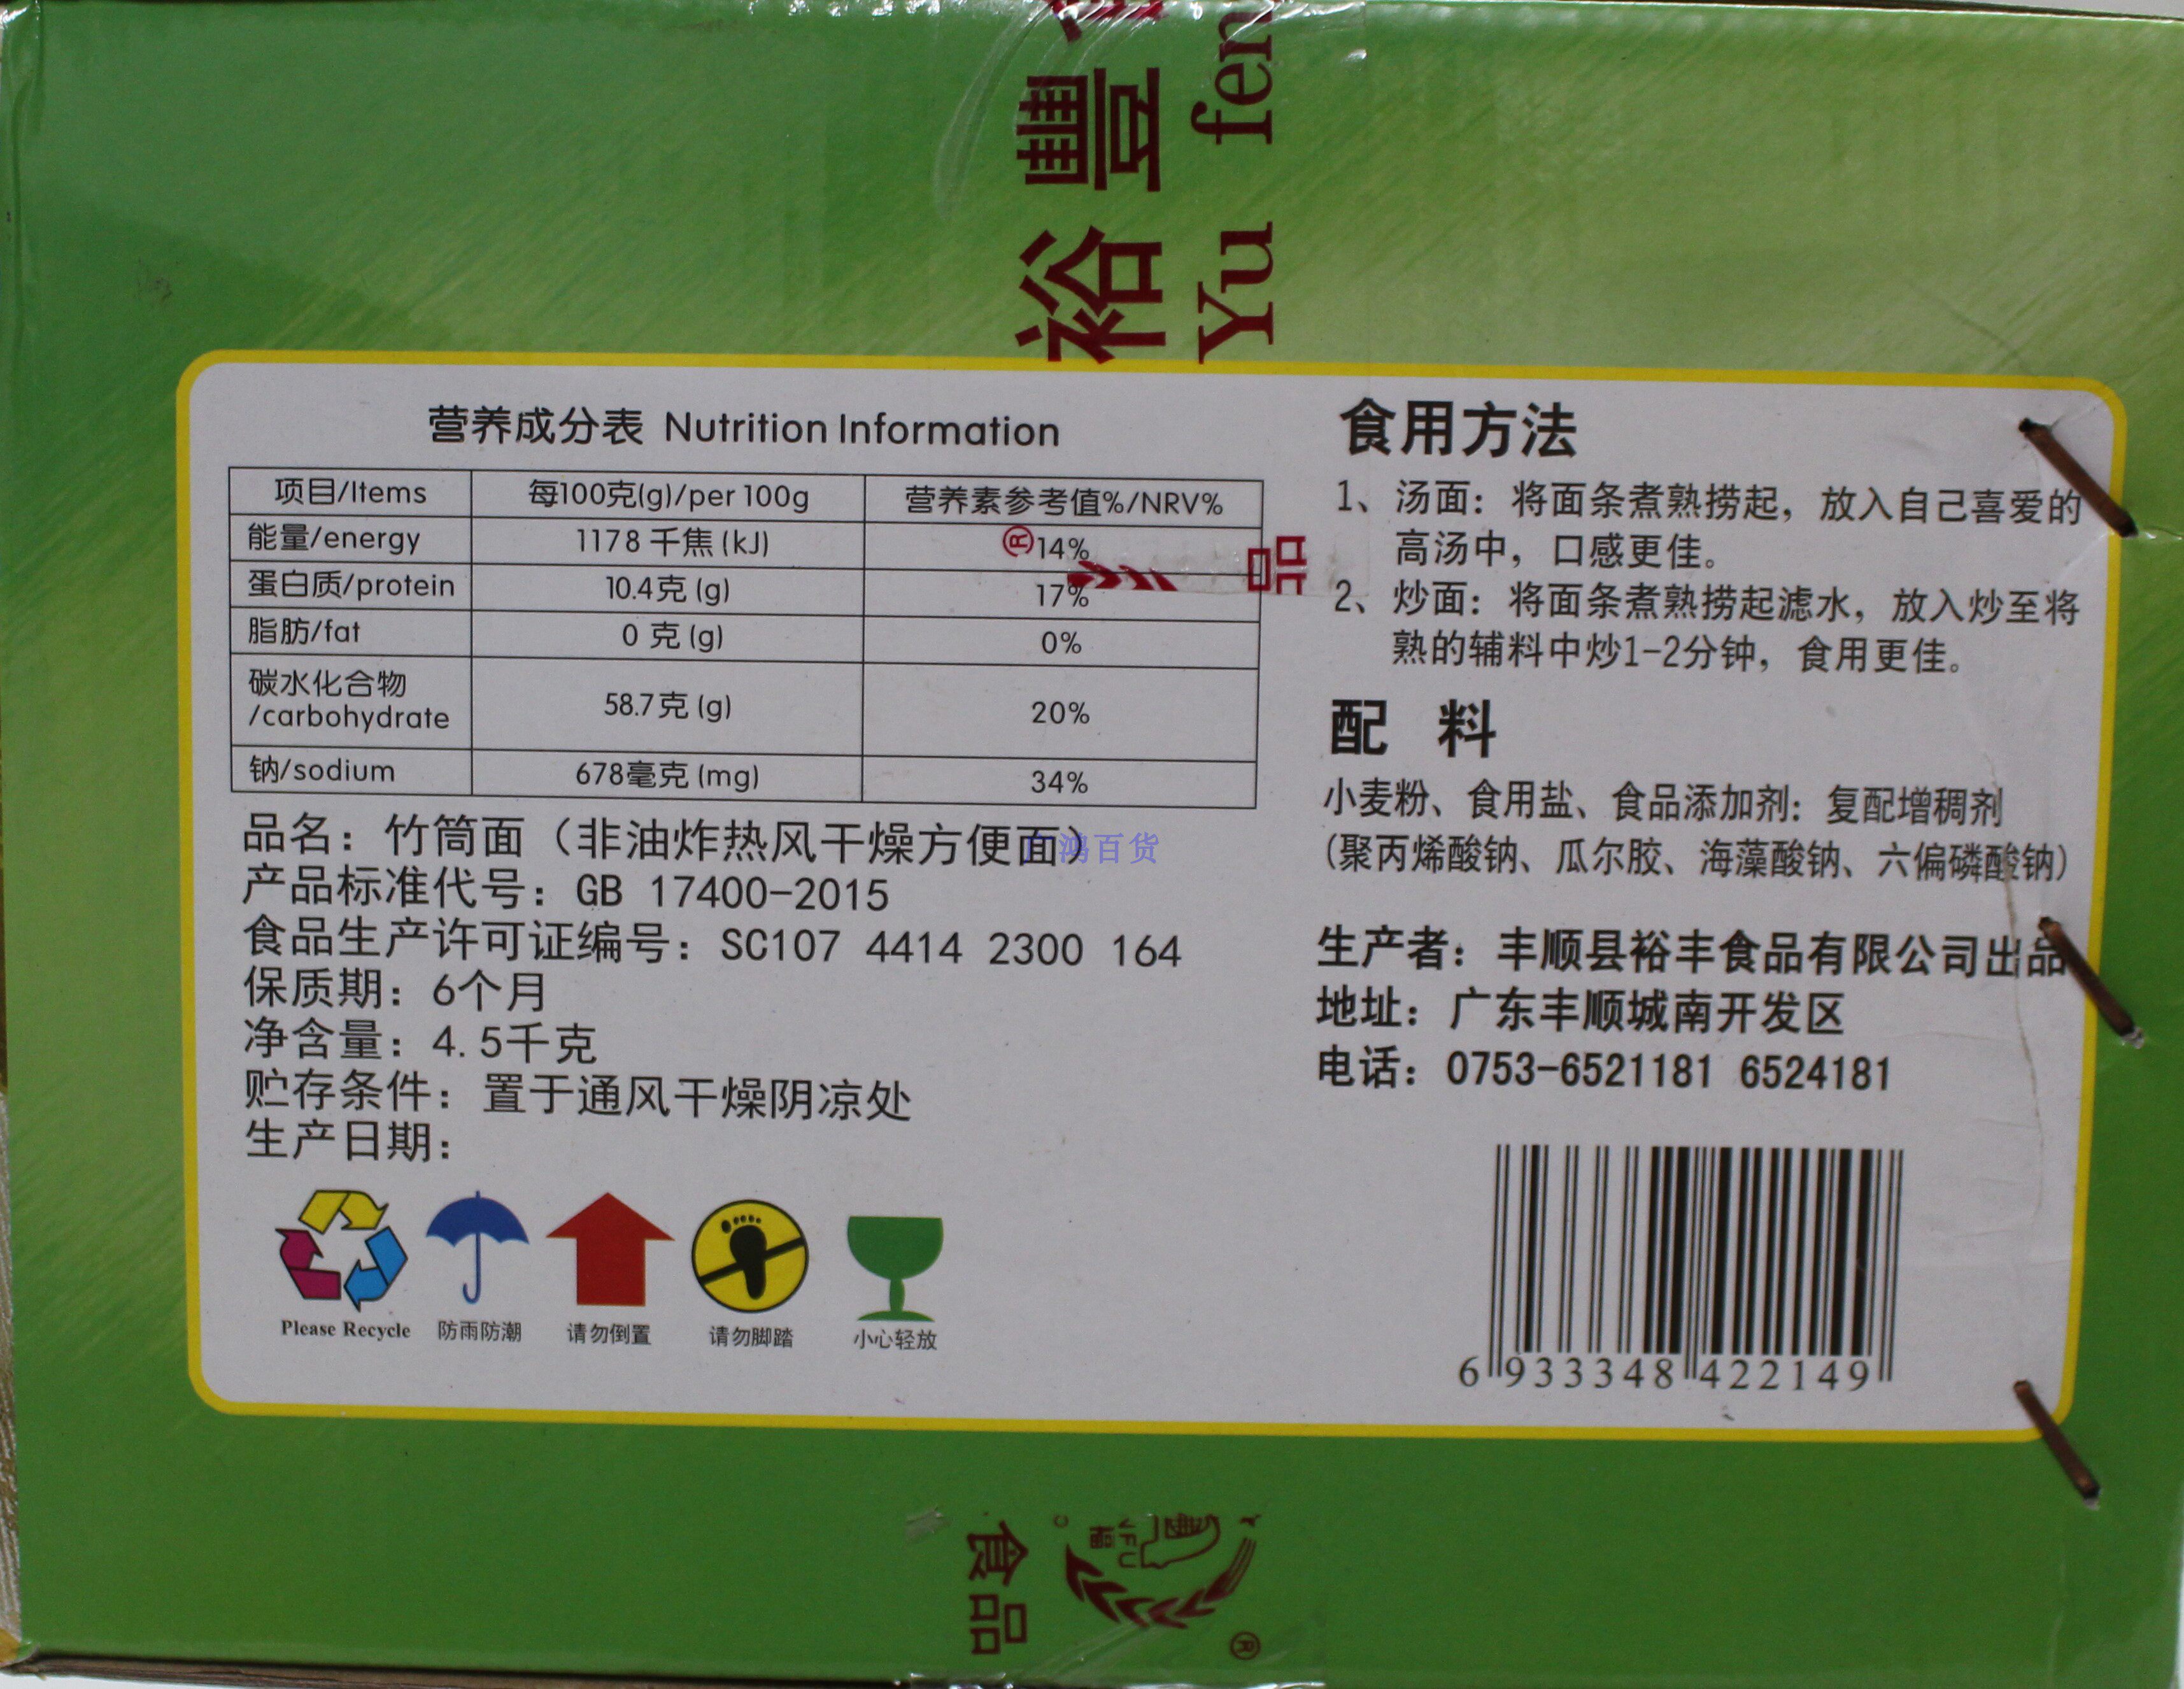 裕豐
Yu fen
营养成分表 Nutrition Information
项目/Items 每100克(g)/per 100g 营养素参考值%/NRV%
能量/energy 1178 千焦 (kJ) 14%
®
蛋白质/protein 10.4克 (g) 17%
品
脂肪/fat 0 克 (g) 0%
碳水化合物
/carbohydrate 58.7克 (g) 20%
钠/sodium 678毫克 (mg) 34%
品名：竹筒面（非油炸热风干燥方便面）
鸿百货
产品标准代号：GB 17400-2015
食品生产许可证编号：SC107 4414 2300 164
保质期：6个月
净含量：4.5千克
贮存条件：置于通风干燥阴凉处
生产日期：
Please Recycle 防雨防潮 请勿倒置 请勿脚踏 小心轻放
食用方法
1、汤面：将面条煮熟捞起，放入自己喜爱的
高汤中，口感更佳。
2、炒面：将面条煮熟捞起滤水，放入炒至将
熟的辅料中炒1-2分钟，食用更佳。
配 料
小麦粉、食用盐、食品添加剂：复配增稠剂
(聚丙烯酸钠、瓜尔胶、海藻酸钠、六偏磷酸钠)
生产者：丰顺县裕丰食品有限公司出品
地址：广东丰顺城南开发区
电话：0753-6521181 6524181
6 933348 422149
食品
®